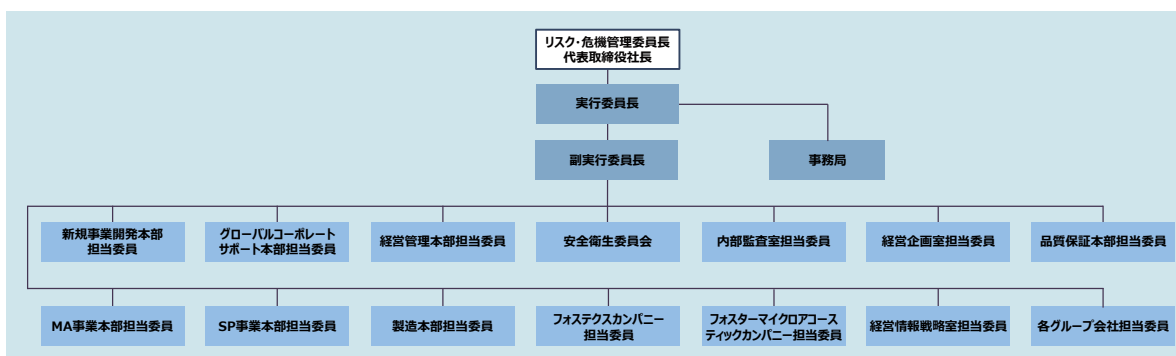 リスク・危機管理委員長
代表取締役社長
実行委員長
副実行委員長
事務局
新規事業開発本部
担当委員
グローバルコーポレート
サポート本部担当委員
経営管理本部担当委員
安全衛生委員会
内部監査室担当委員
経営企画室担当委員
品質保証本部担当委員
MA事業本部担当委員
SP事業本部担当委員
製造本部担当委員
フォステクスカンパニー
担当委員
フォスターマイクロアコース
ティックカンパニー担当委員
経営情報戦略室担当委員
各グループ会社担当委員